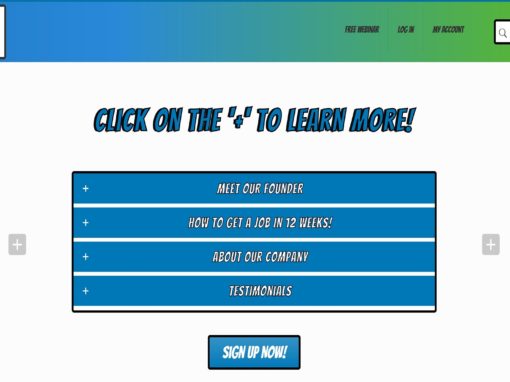 FREE WEBINAR LOG IN MY ACCOUNT
CLICK ON THE '+' TO LEARN MORE!
+ MEET OUR FOUNDER
+ HOW TO GET A JOB IN 12 WEEKS!
+ ABOUT OUR COMPANY
+ TESTIMONIALS
SIGN UP NOW!